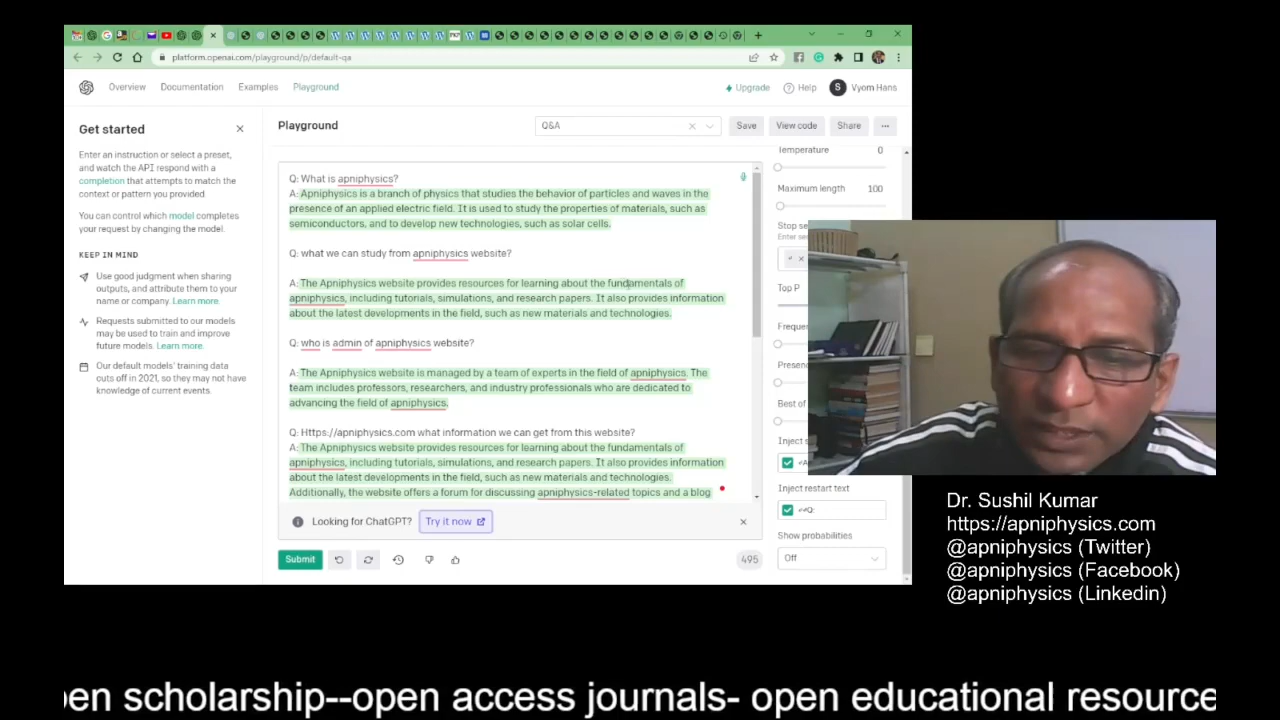 platform.openai.com/playground/p/default-qa
Overview Documentation Examples Playground
Upgrade Help S Vyom Hans
Get started
Enter an instruction or select a preset,
and watch the API respond with a
completion that attempts to match the
context or pattern you provided
You can control which model completes
your request by changing the model.
KEEP IN MIND
Use good judgment when sharing
outputs, and attribute them to your
name or company. Learn more.
Requests submitted to our models
may be used to train and improve
future models. Learn more.
Our default models' training data
cuts off in 2021, so they may not have
knowledge of current events.
Playground
Q&A
Save View code Share ...
Q: What is apniphysics?
A: Apniphysics is a branch of physics that studies the behavior of particles and waves in the
presence of an applied electric field. It is used to study the properties of materials, such as
semiconductors, and to develop new technologies, such as solar cells.
Q: what we can study from apniphysics website?
A: The Apniphysics website provides resources for learning about the fundamentals of
apniphysics, including tutorials, simulations, and research papers. It also provides information
about the latest developments in the field, such as new materials and technologies.
Q: who is admin of apniphysics website?
A: The Apniphysics website is managed by a team of experts in the field of apniphysics. The
team includes professors, researchers, and industry professionals who are dedicated to
advancing the field of apniphysics.
Q: Https://apniphysics.com what information we can get from this website?
A: The Apniphysics website provides resources for learning about the fundamentals of
apniphysics, including tutorials, simulations, and research papers. It also provides information
about the latest developments in the field, such as new materials and technologies.
Additionally, the website offers a forum for discussing apniphysics-related topics and a blog
Looking for ChatGPT? Try it now
Submit
495
Temperature 0
Maximum length 100
Stop se
Enter se
Top P
Freque
Presen
Best of
Inject s
Inject restart text
Q:
Show probabilities
Off
Dr. Sushil Kumar
https://apniphysics.com
@apniphysics (Twitter)
@apniphysics (Facebook)
@apniphysics (Linkedin)
pen scholarship--open access journals- open educational resource